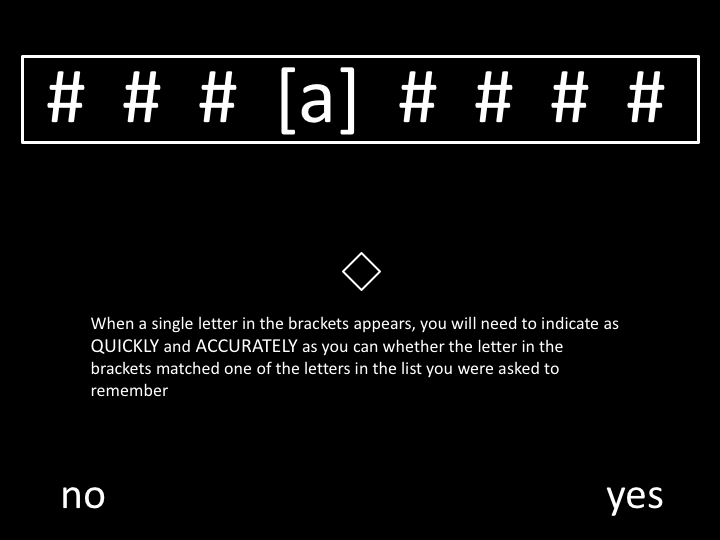 # # # [a] # # # #
When a single letter in the brackets appears, you will need to indicate as
QUICKLY and ACCURATELY as you can whether the letter in the
brackets matched one of the letters in the list you were asked to
remember
no yes